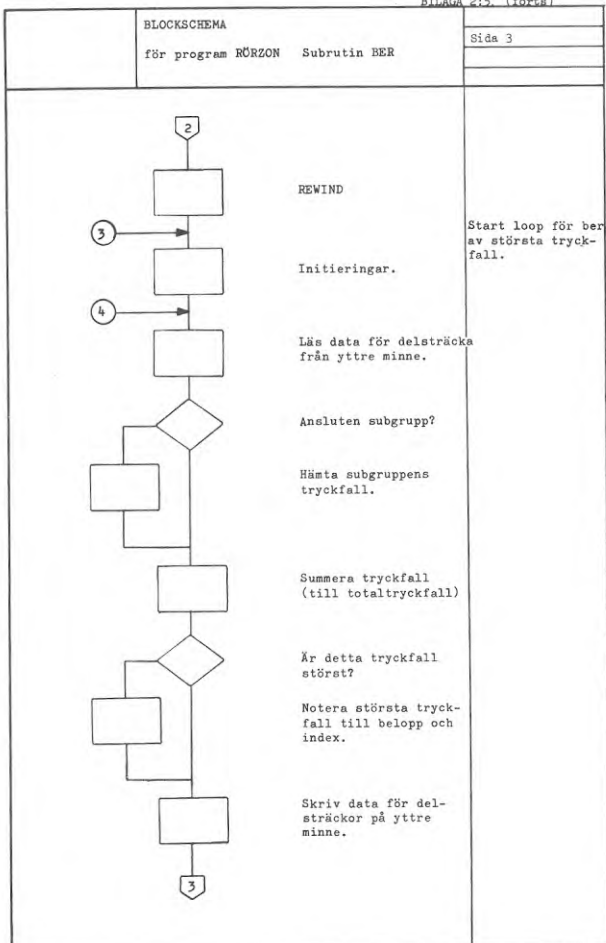 BILAGA 2:5. (forts)
BLOCKSCHEMA
för program RÖRZON Subrutin BER
Sida 3
2
REWIND
3
Start loop för ber
av största tryck-
fall.
Initieringar.
4
Läs data för delsträcka
från yttre minne.
Ansluten subgrupp?
Hämta subgruppens
tryckfall.
Summera tryckfall
(till totaltryckfall)
Är detta tryckfall
störst?
Notera största tryck-
fall till belopp och
index.
Skriv data för del-
sträckor på yttre
minne.
3